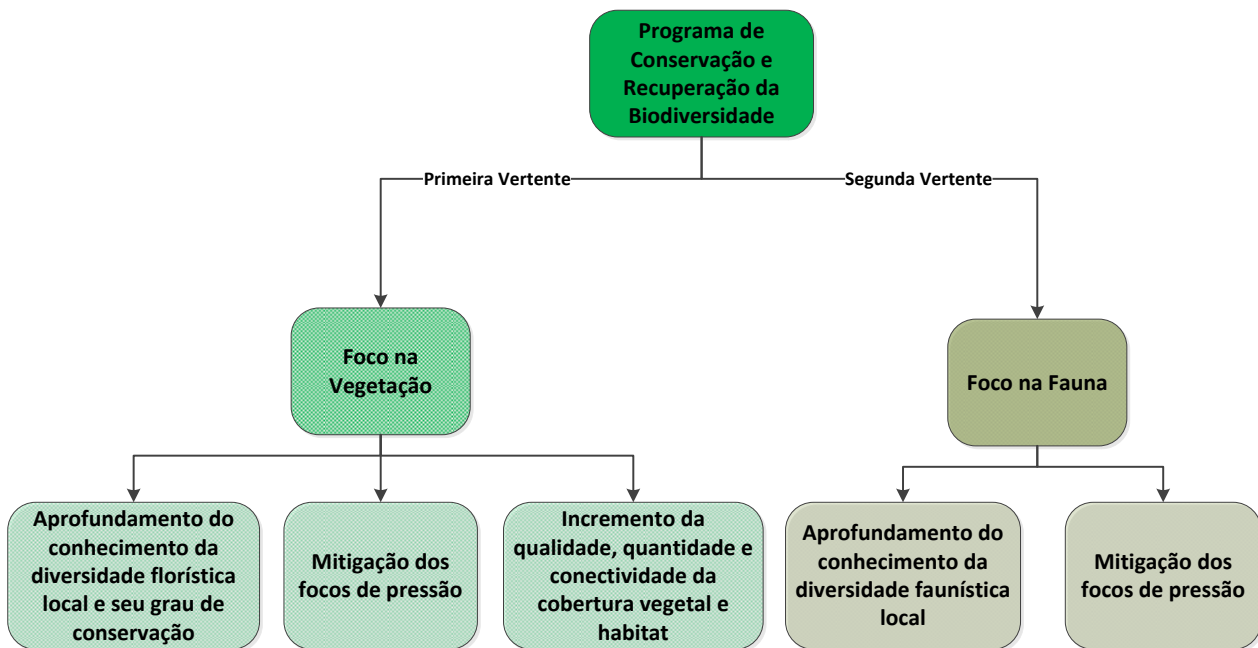 Programa de
Conservação e
Recuperação da
Biodiversidade
Primeira Vertente
Segunda Vertente
Foco na
Vegetação
Foco na Fauna
Aprofundamento do
conhecimento da
diversidade florística
local e seu grau de
conservação
Mitigação dos
focos de pressão
Incremento da
qualidade, quantidade e
conectividade da
cobertura vegetal e
habitat
Aprofundamento do
conhecimento da
diversidade faunística
local
Mitigação dos
focos de pressão